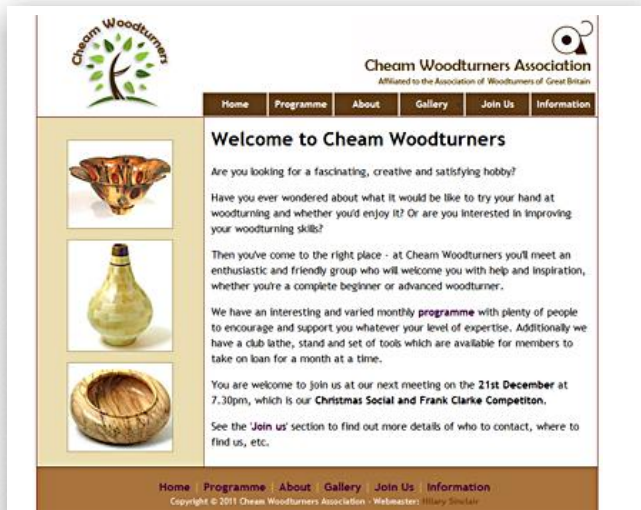 Cheam Woodturners
Cheam Woodturners Association
Affiliated to the Association of Woodturners of Great Britain
Home Programme About Gallery Join Us Information
Welcome to Cheam Woodturners
Are you looking for a fascinating, creative and satisfying hobby?
Have you ever wondered about what it would be like to try your hand at
woodturning and whether you'd enjoy it? Or are you interested in improving
your woodturning skills?
Then you've come to the right place - at Cheam Woodturners you'll meet an
enthusiastic and friendly group who will welcome you with help and inspiration,
whether you're a complete beginner or advanced woodturner.
We have an interesting and varied monthly programme with plenty of people
to encourage and support you whatever your level of expertise. Additionally we
have a club lathe, stand and set of tools which are available for members to
take on loan for a month at a time.
You are welcome to join us at our next meeting on the 21st December at
7.30pm, which is our Christmas Social and Frank Clarke Competiton.
See the 'Join us' section to find out more details of who to contact, where to
find us, etc.
Home | Programme | About | Gallery | Join Us | Information
Copyright © 2011 Cheam Woodturners Association - Webmaster: Hilary Sinclair